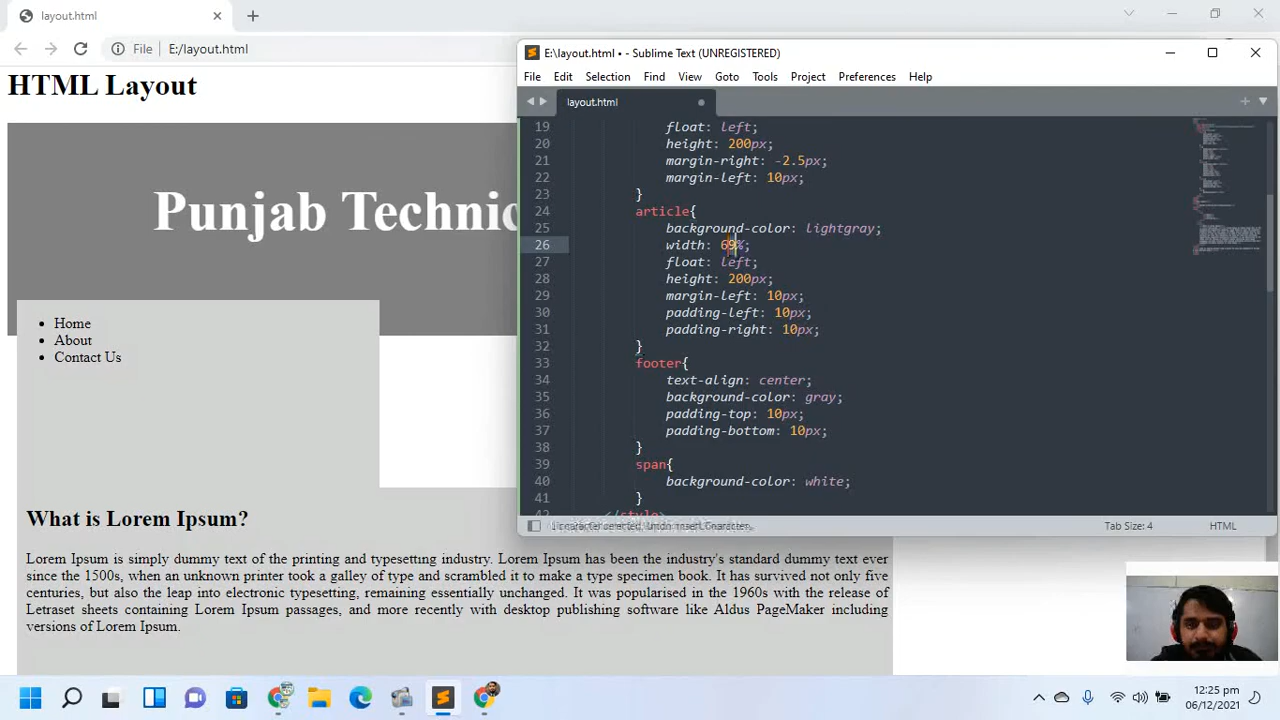 layout.html
File E:/layout.html
HTML Layout
Punjab Technic
Home
About
Contact Us
What is Lorem Ipsum?
Lorem Ipsum is simply dummy text of the printing and typesetting industry. Lorem Ipsum has been the industry's standard dummy text ever
since the 1500s, when an unknown printer took a galley of type and scrambled it to make a type specimen book. It has survived not only five
centuries, but also the leap into electronic typesetting, remaining essentially unchanged. It was popularised in the 1960s with the release of
Letraset sheets containing Lorem Ipsum passages, and more recently with desktop publishing software like Aldus PageMaker including
versions of Lorem Ipsum.
E:\layout.html • - Sublime Text (UNREGISTERED)
File Edit Selection Find View Goto Tools Project Preferences Help
layout.html
19 float: left;
20 height: 200px;
21 margin-right: -2.5px;
22 margin-left: 10px;
23 }
24 article{
25 background-color: lightgray;
26 width: 69%;
27 float: left;
28 height: 200px;
29 margin-left: 10px;
30 padding-left: 10px;
31 padding-right: 10px;
32 }
33 footer{
34 text-align: center;
35 background-color: gray;
36 padding-top: 10px;
37 padding-bottom: 10px;
38 }
39 span{
40 background-color: white;
41 }
42 </style>
Tab Size: 4 HTML
12:25 pm
06/12/2021